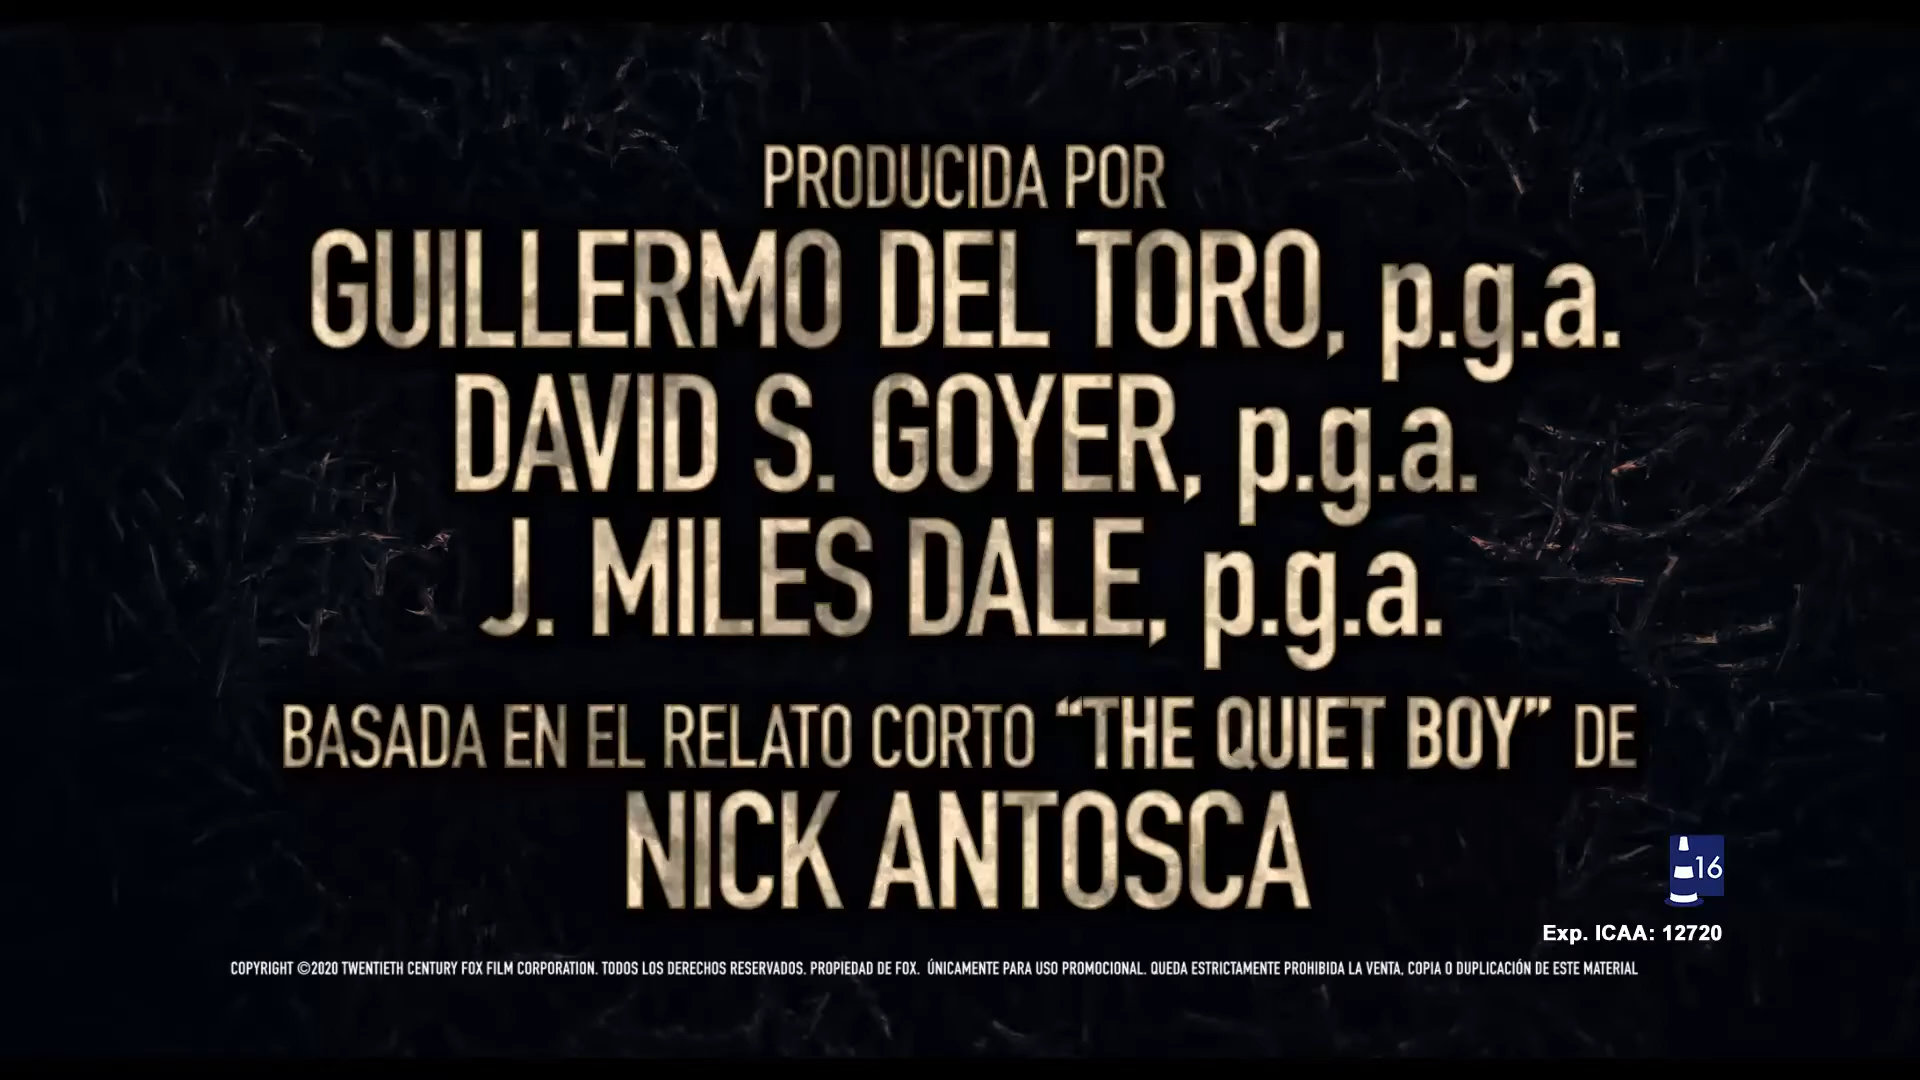 PRODUCIDA POR
GUILLERMO DEL TORO, p.g.a.
DAVID S. GOYER, p.g.a.
J. MILES DALE, p.g.a.
BASADA EN EL RELATO CORTO “THE QUIET BOY” DE
NICK ANTOSCA
16
Exp. ICAA: 12720
COPYRIGHT ©2020 TWENTIETH CENTURY FOX FILM CORPORATION. TODOS LOS DERECHOS RESERVADOS. PROPIEDAD DE FOX. ÚNICAMENTE PARA USO PROMOCIONAL. QUEDA ESTRICTAMENTE PROHIBIDA LA VENTA, COPIA O DUPLICACIÓN DE ESTE MATERIAL